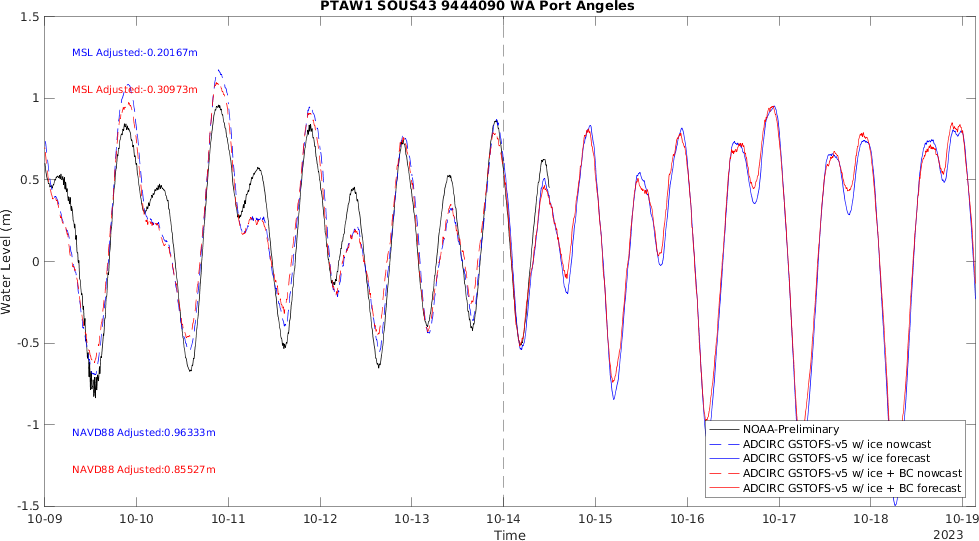 PTAW1 SOUS43 9444090 WA Port Angeles
1.5
1
0.5
0
-0.5
-1
-1.5
Water Level (m)
MSL Adjusted:-0.20167m
MSL Adjusted:-0.30973m
NAVD88 Adjusted:0.96333m
NAVD88 Adjusted:0.85527m
NOAA-Preliminary
ADCIRC GSTOFS-v5 w/ ice nowcast
ADCIRC GSTOFS-v5 w/ ice forecast
ADCIRC GSTOFS-v5 w/ ice + BC nowcast
ADCIRC GSTOFS-v5 w/ ice + BC forecast
10-09 10-10 10-11 10-12 10-13 10-14 10-15 10-16 10-17 10-18 10-19
Time
2023